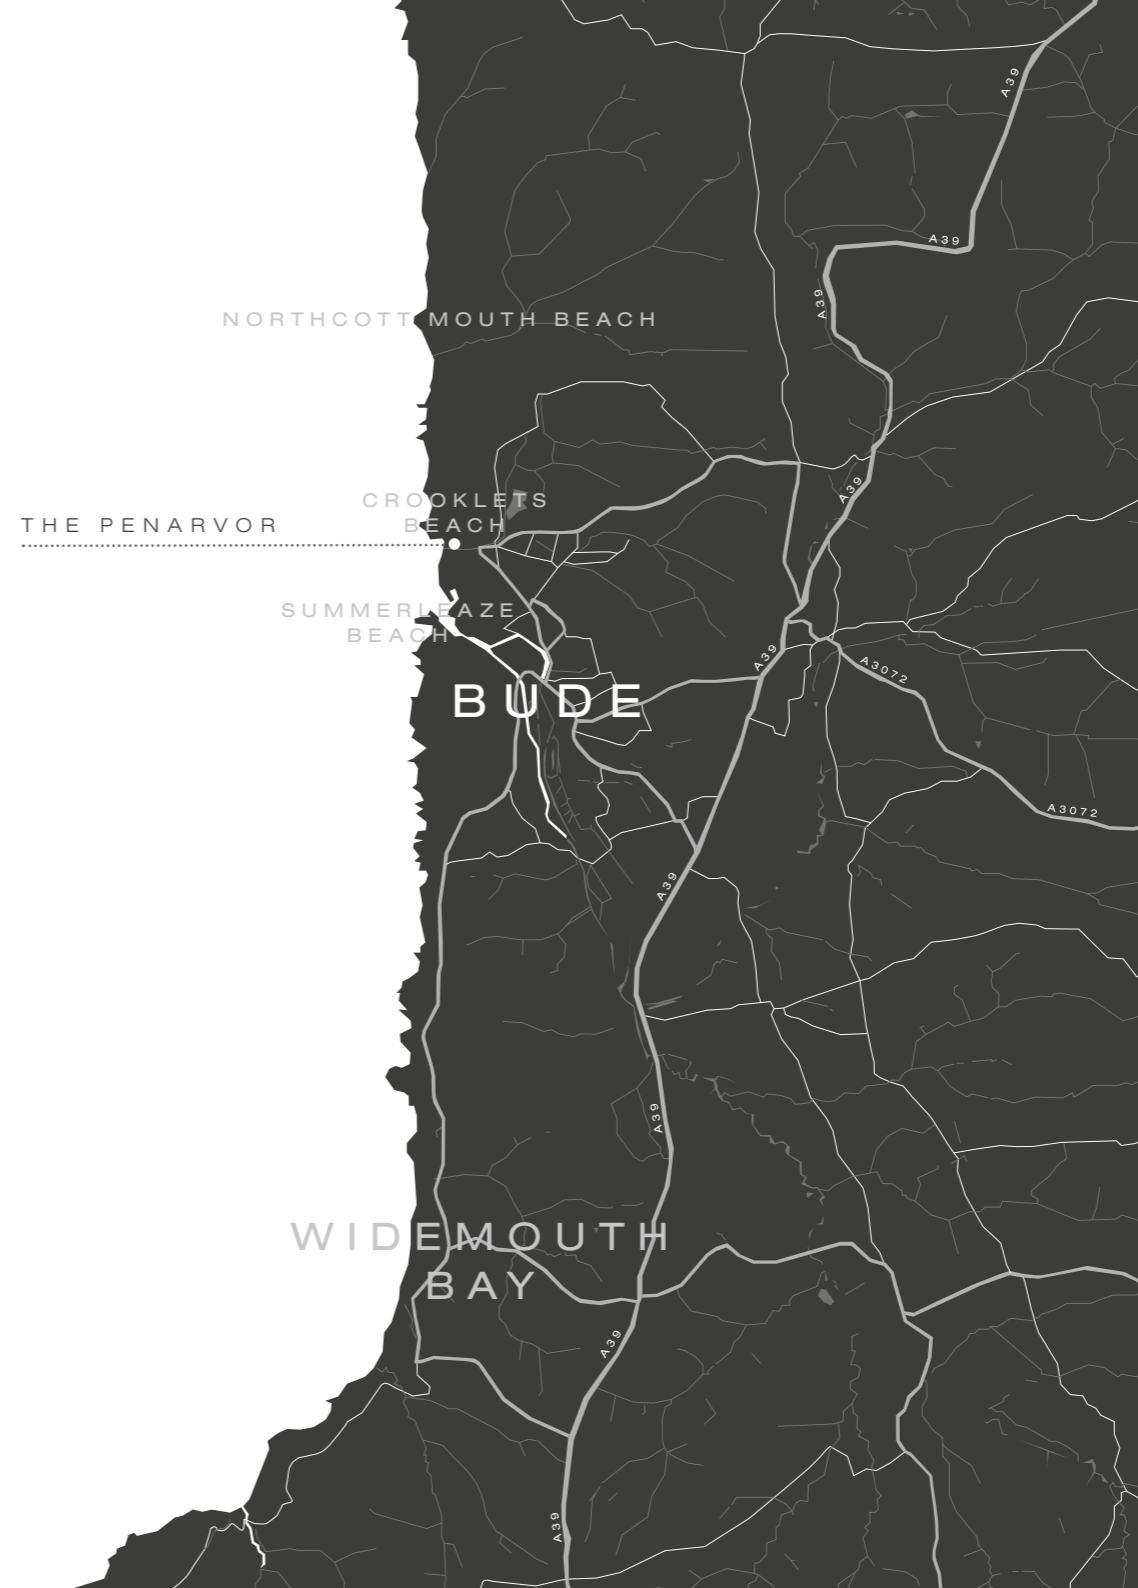 A39
A39
A39
NORTHCOTT MOUTH BEACH
A39
CROOKLETS
BEACH
THE PENARVOR
SUMMERLEAZE
BEACH
A39
A3072
BUDE
A3072
A39
A39
WIDEMOUTH
BAY
A39
A39